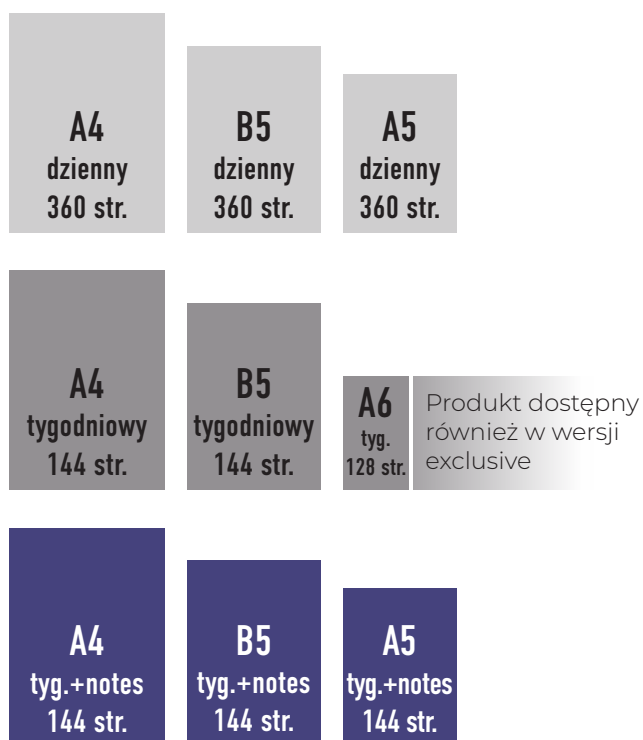 A4
dzienny
360 str.
B5
dzienny
360 str.
A5
dzienny
360 str.
A4
tygodniowy
144 str.
B5
tygodniowy
144 str.
A6
tyg.
128 str.
Produkt dostępny
również w wersji
exclusive
A4
tyg.+notes
144 str.
B5
tyg.+notes
144 str.
A5
tyg.+notes
144 str.